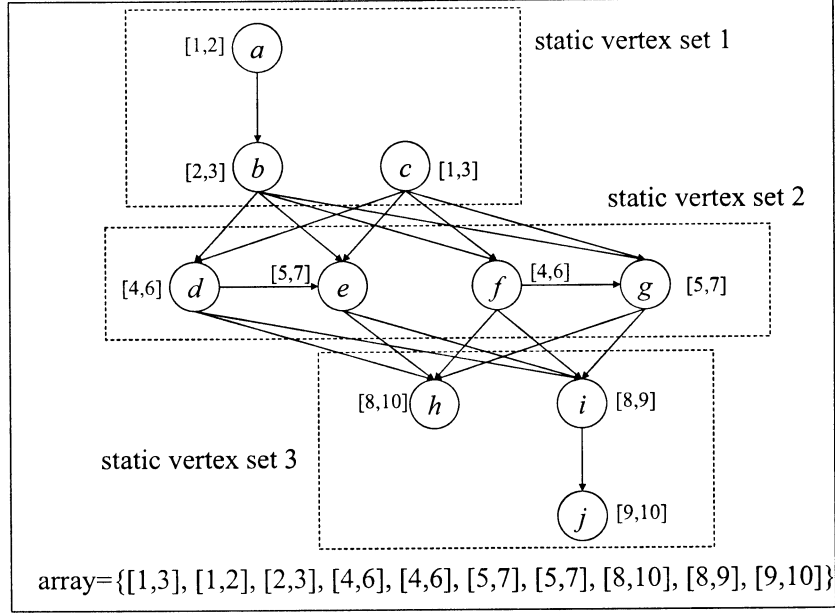 [1,2] a static vertex set 1
[2,3] b c [1,3]
static vertex set 2
[4,6] d [5,7] e f [4,6] g [5,7]
[8,10] h i [8,9]
static vertex set 3
j [9,10]
array={[1,3], [1,2], [2,3], [4,6], [4,6], [5,7], [5,7], [8,10], [8,9], [9,10]}